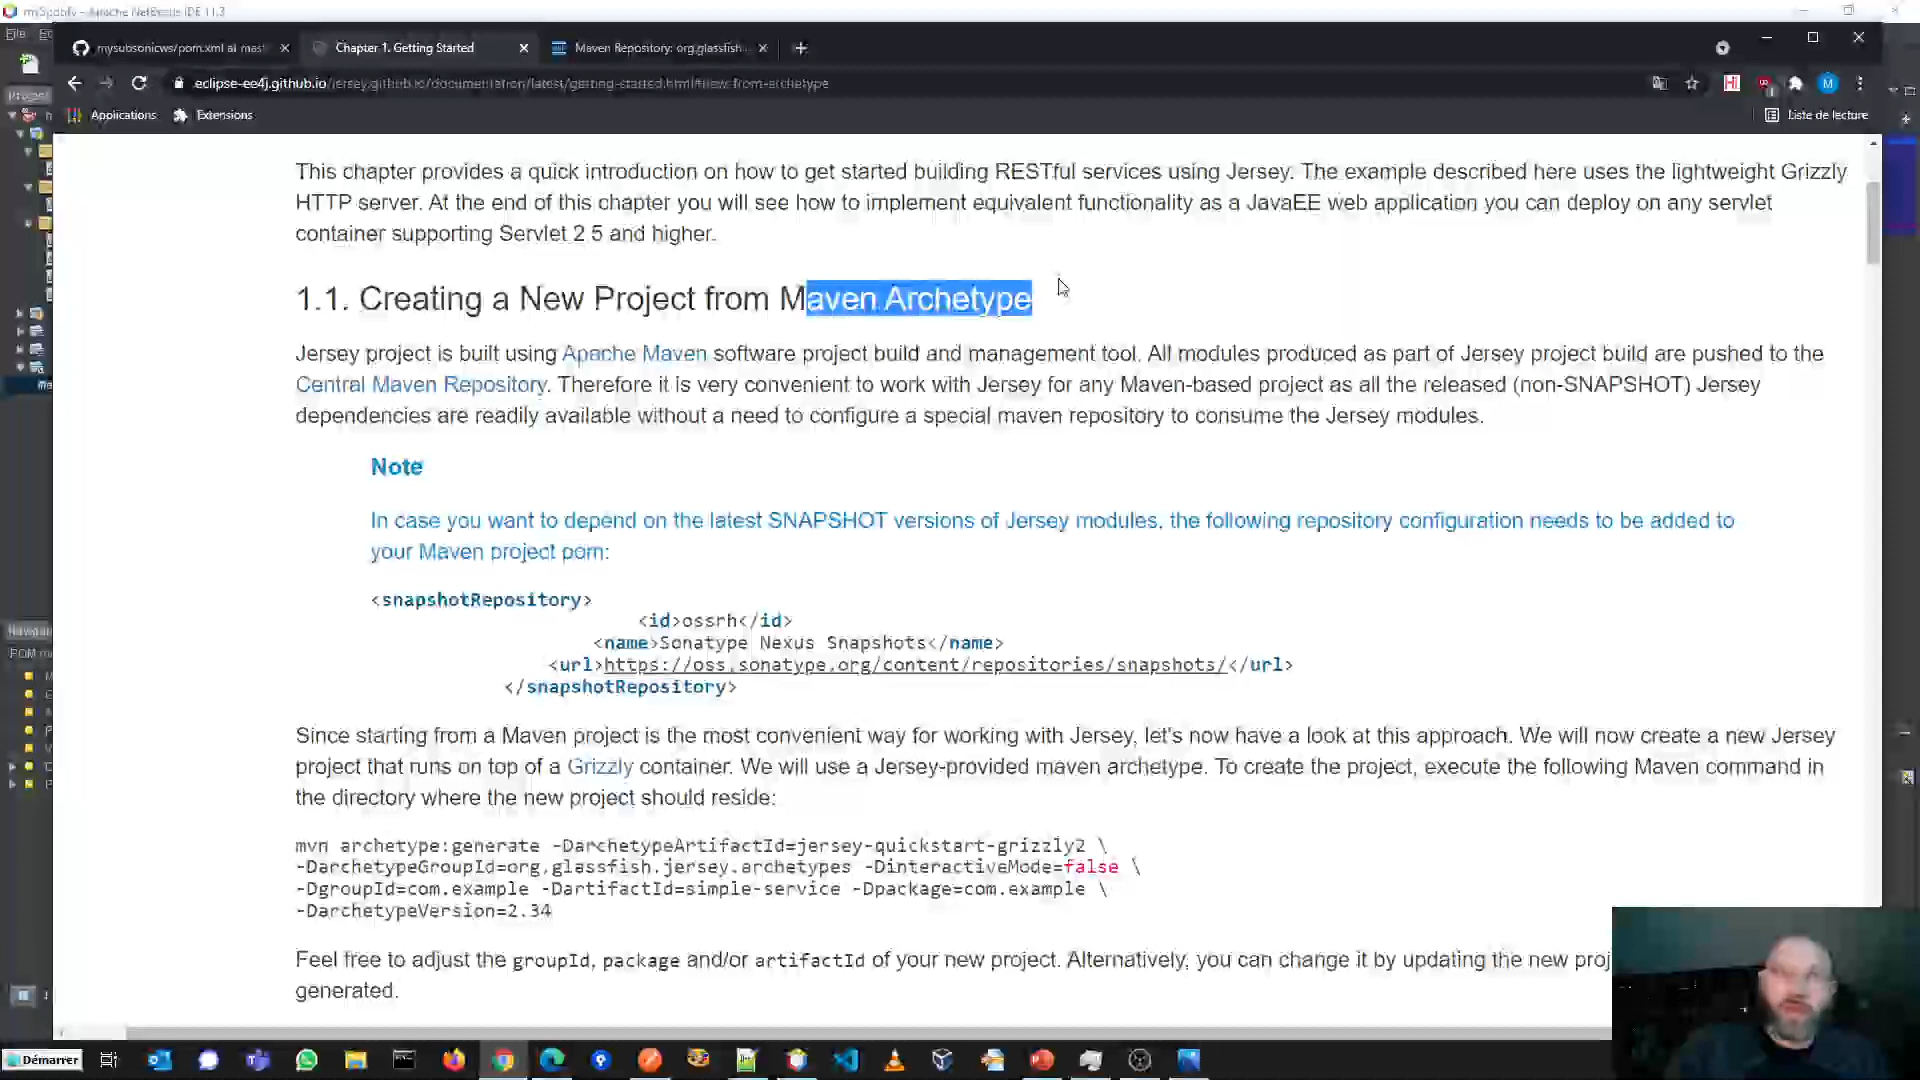 mySpdbfv - Apache NetBeans IDE 11.3
mysubsonicws/pom.xml at mast
Chapter 1. Getting Started
Maven Repository: org.glassfish.
eclipse-ee4j.github.io/jersey.github.io/documentation/latest/getting-started.html#new-from-archetype
M
Applications
Extensions
Liste de lecture
This chapter provides a quick introduction on how to get started building RESTful services using Jersey. The example described here uses the lightweight Grizzly
HTTP server. At the end of this chapter you will see how to implement equivalent functionality as a JavaEE web application you can deploy on any servlet
container supporting Servlet 2.5 and higher.
1.1. Creating a New Project from Maven Archetype
Jersey project is built using Apache Maven software project build and management tool. All modules produced as part of Jersey project build are pushed to the
Central Maven Repository. Therefore it is very convenient to work with Jersey for any Maven-based project as all the released (non-SNAPSHOT) Jersey
dependencies are readily available without a need to configure a special maven repository to consume the Jersey modules.
Note
In case you want to depend on the latest SNAPSHOT versions of Jersey modules, the following repository configuration needs to be added to
your Maven project pom:
<snapshotRepository>
<id>ossrh</id>
<name>Sonatype Nexus Snapshots</name>
<url>https://oss.sonatype.org/content/repositories/snapshots/</url>
</snapshotRepository>
Since starting from a Maven project is the most convenient way for working with Jersey, let's now have a look at this approach. We will now create a new Jersey
project that runs on top of a Grizzly container. We will use a Jersey-provided maven archetype. To create the project, execute the following Maven command in
the directory where the new project should reside:
mvn archetype:generate -DarchetypeArtifactId=jersey-quickstart-grizzly2 \
-DarchetypeGroupId=org.glassfish.jersey.archetypes -DinteractiveMode=false \
-DgroupId=com.example -DartifactId=simple-service -Dpackage=com.example \
-DarchetypeVersion=2.34
Feel free to adjust the groupId, package and/or artifactId of your new project. Alternatively, you can change it by updating the new proj
generated.
Démarrer